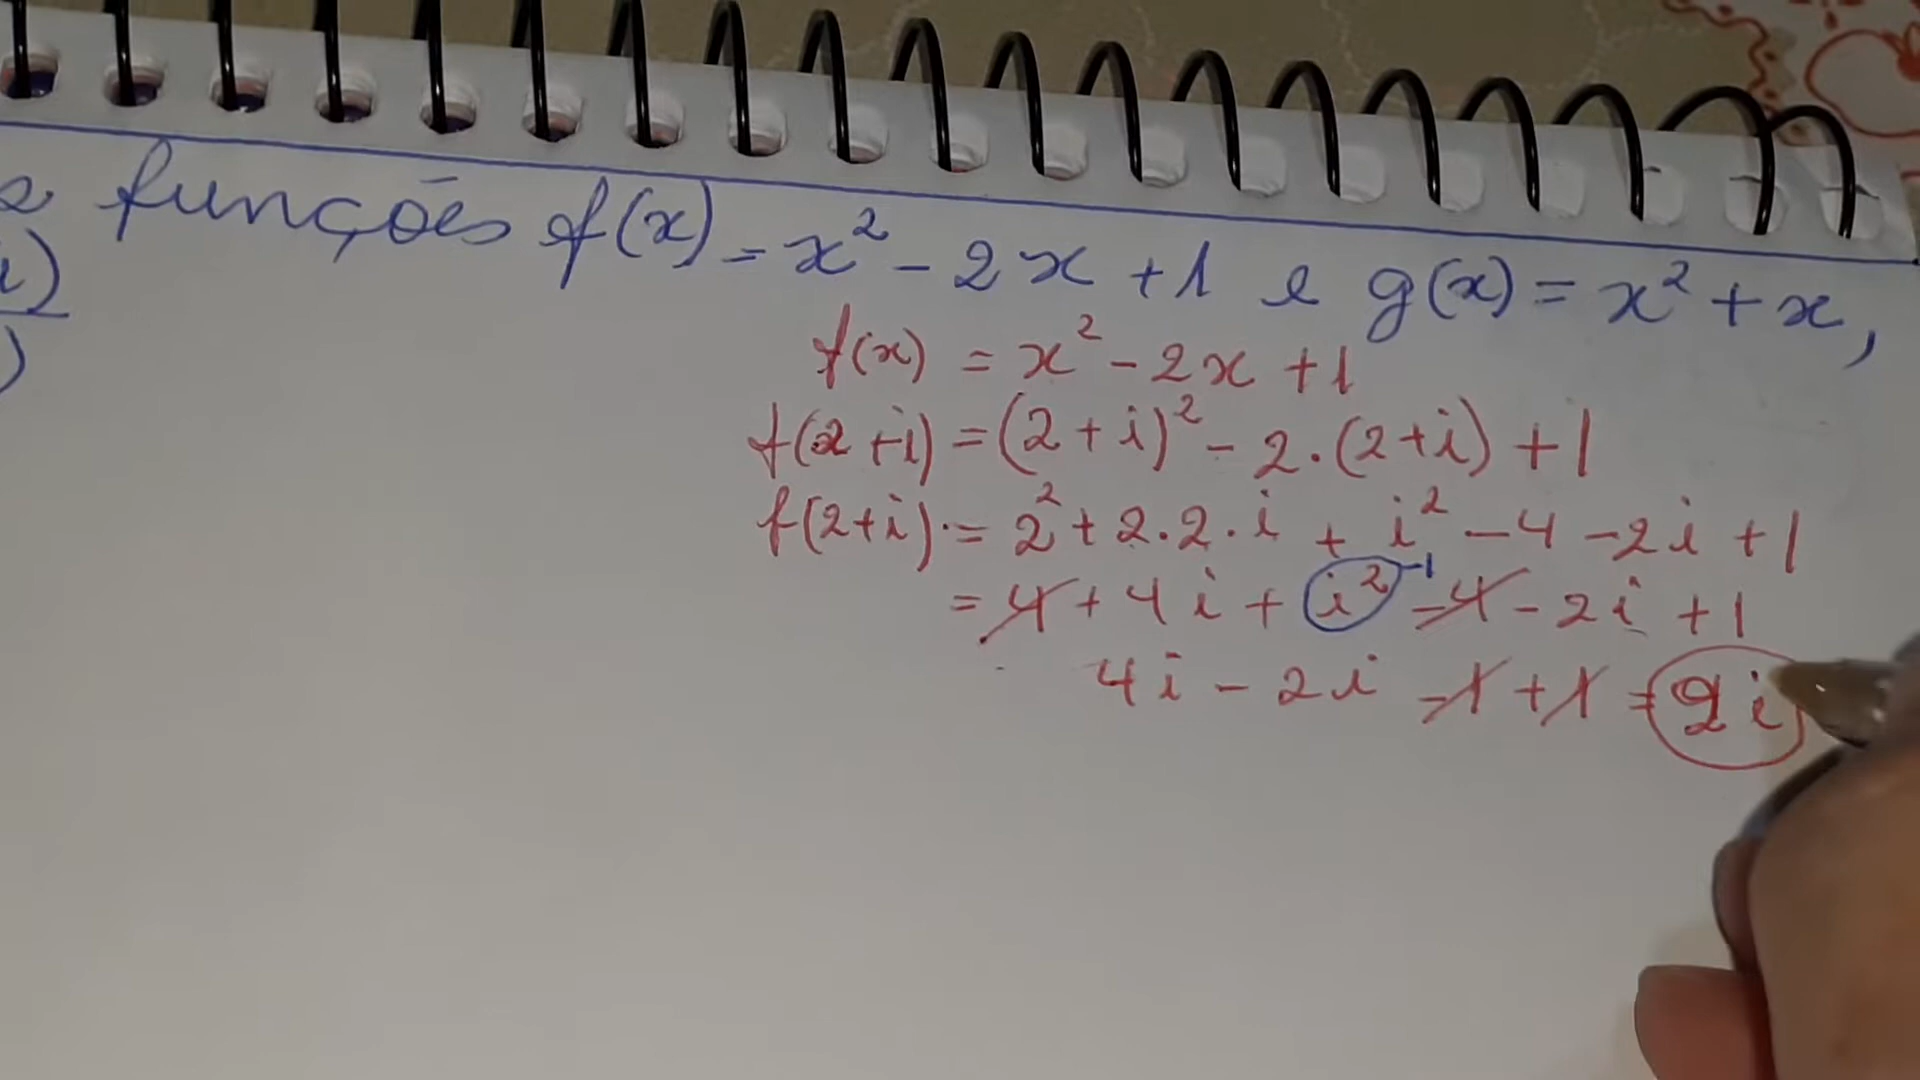 funções f(x) = x² - 2x + 1 e g(x) = x² + x,
i)
)
f(x) = x² - 2x + 1
f(2+i) = (2+i)² - 2.(2+i) + 1
f(2+i) = 2² + 2.2.i + i² - 4 - 2i + 1
= 4 + 4i + i² -1 - 4 - 2i + 1
4i - 2i - 1 + 1 = 2i